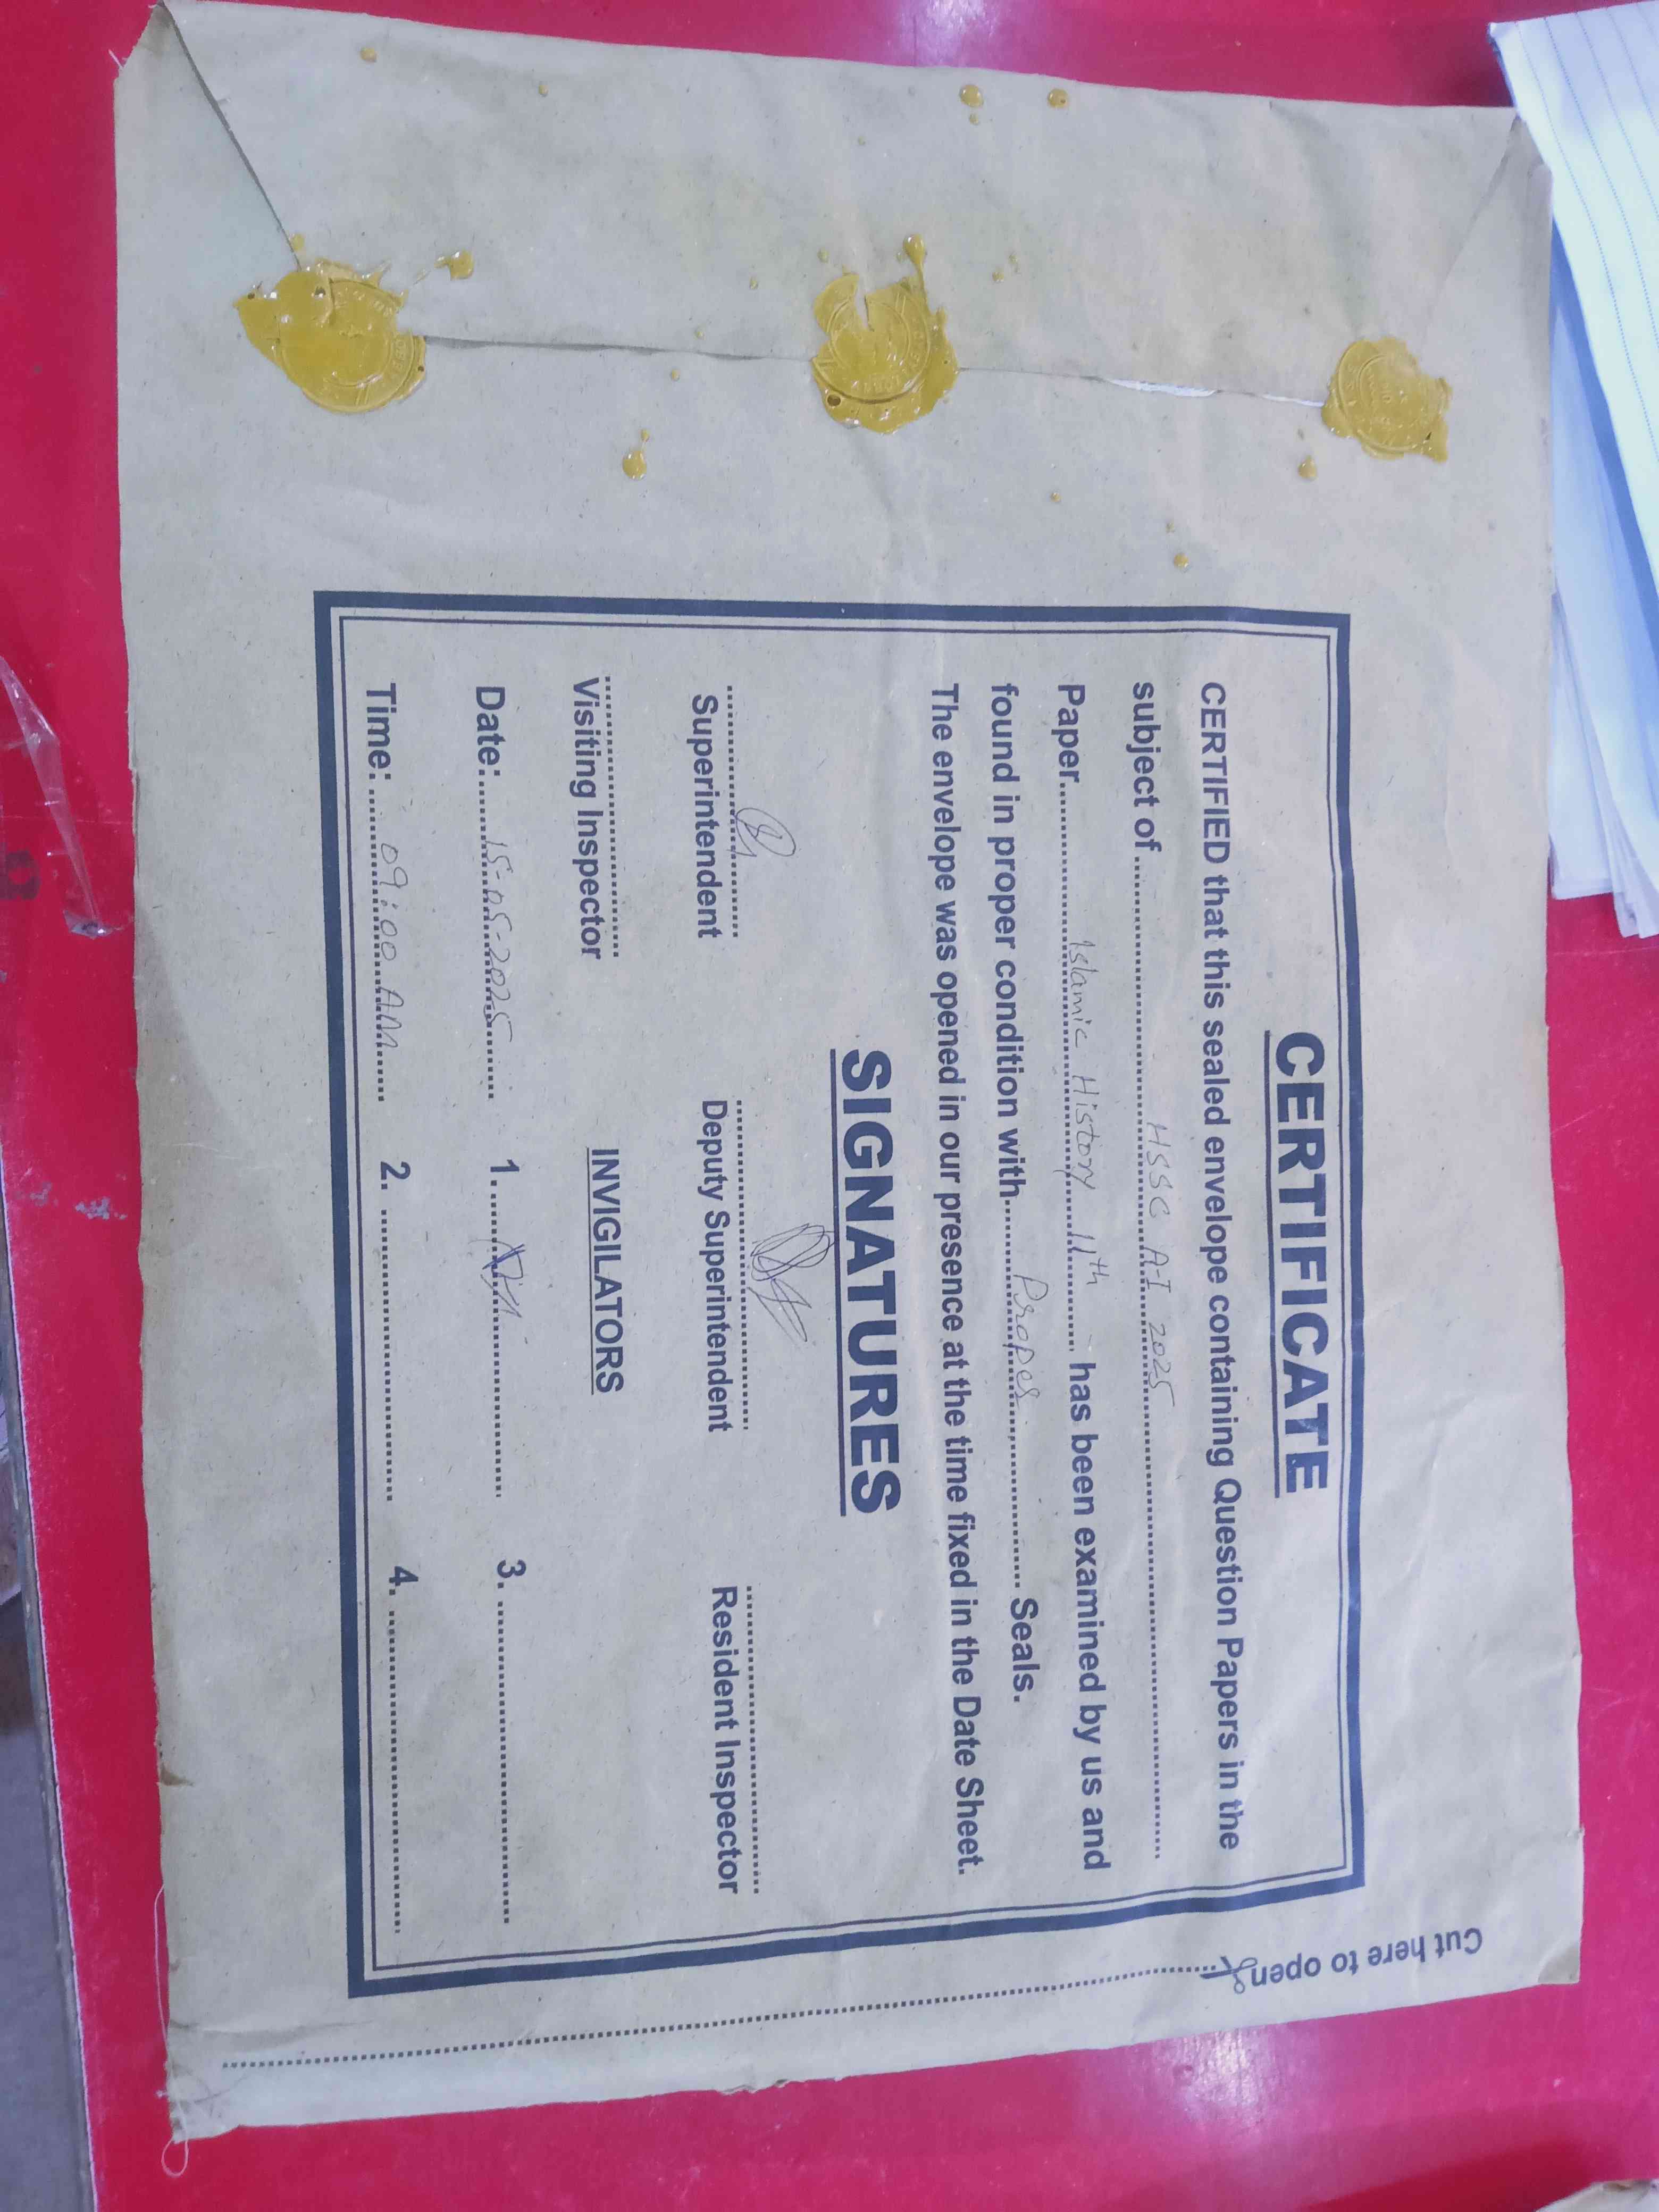 CERTIFICATE
CERTIFIED that this sealed envelope containing Question Papers in the
subject of ........ HSSC A-I 2025 ........
Paper........ Islamic History 11th ........ has been examined by us and
found in proper condition with........ Proper ........ Seals.
The envelope was opened in our presence at the time fixed in the Date Sheet.
SIGNATURES
Superintendent Deputy Superintendent Resident Inspector
Visiting Inspector INVIGILATORS
Date:..... 15-05-2025 ..... 1. ........ 3. ........
Time: ..... 09:00 AM ..... 2. ........ 4. ........
Cut here to open